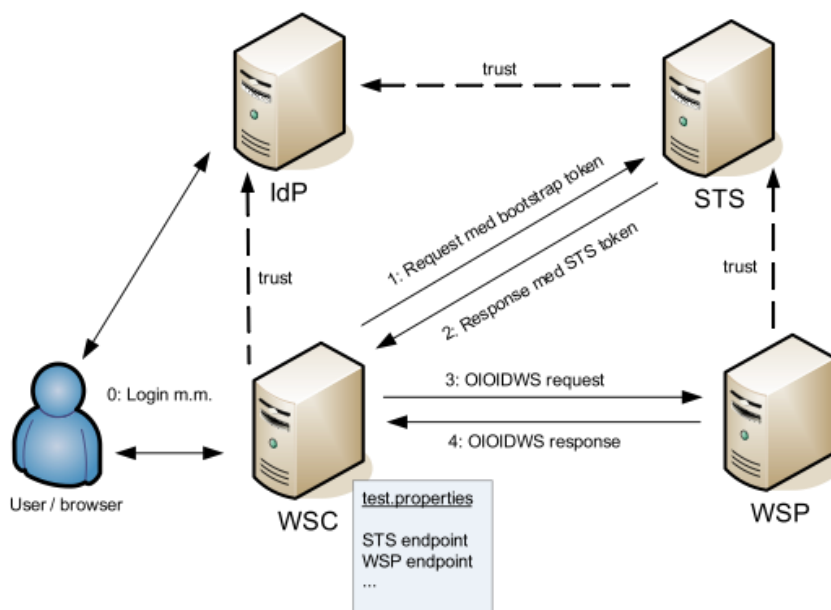 trust
IdP
STS
1: Request med bootstrap token
2: Response med STS token
trust
trust
0: Login m.m.
3: OIOIDWS request
4: OIOIDWS response
User / browser
WSC
WSP
test.properties
STS endpoint
WSP endpoint
...